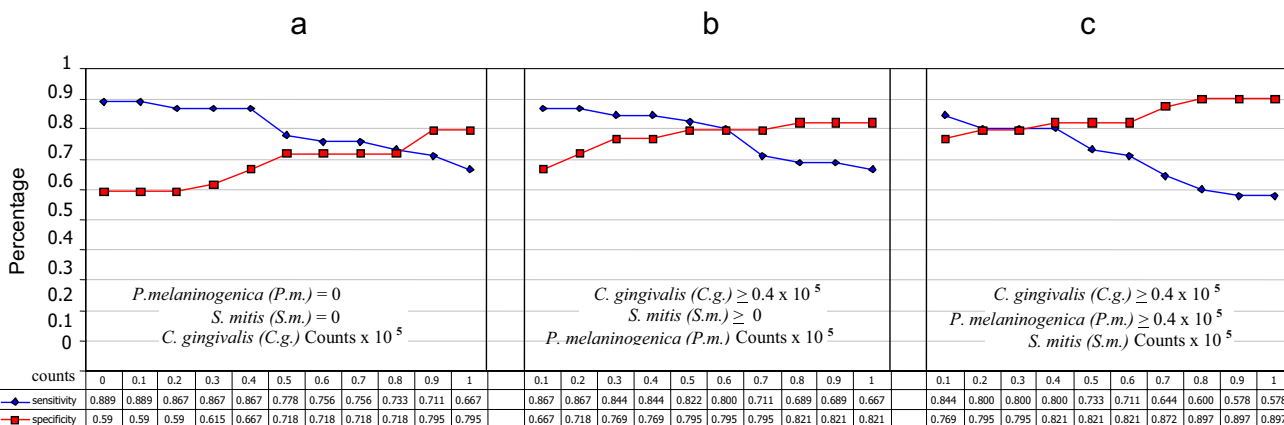 a b c
Percentage
1
0.9
0.8
0.7
0.6
0.5
0.4
0.3
0.2
0.1
0
P.melaninogenica (P.m.) = 0
S. mitis (S.m.) = 0
C. gingivalis (C.g.) Counts x 10 5
C. gingivalis (C.g.) ≥ 0.4 x 10 5
S. mitis (S.m.) ≥ 0
P. melaninogenica (P.m.) Counts x 10 5
C. gingivalis (C.g.) ≥ 0.4 x 10 5
P. melaninogenica (P.m.) ≥ 0.4 x 10 5
S. mitis (S.m.) Counts x 10 5
counts 0 0.1 0.2 0.3 0.4 0.5 0.6 0.7 0.8 0.9 1 0.1 0.2 0.3 0.4 0.5 0.6 0.7 0.8 0.9 1 0.1 0.2 0.3 0.4 0.5 0.6 0.7 0.8 0.9 1
sensitivity 0.889 0.889 0.867 0.867 0.867 0.778 0.756 0.756 0.733 0.711 0.667 0.867 0.867 0.844 0.844 0.822 0.800 0.711 0.689 0.689 0.667 0.844 0.800 0.800 0.800 0.733 0.711 0.644 0.600 0.578 0.578
specificity 0.59 0.59 0.59 0.615 0.667 0.718 0.718 0.718 0.718 0.795 0.795 0.667 0.718 0.769 0.769 0.795 0.795 0.795 0.821 0.821 0.821 0.769 0.795 0.795 0.821 0.821 0.821 0.872 0.897 0.897 0.897